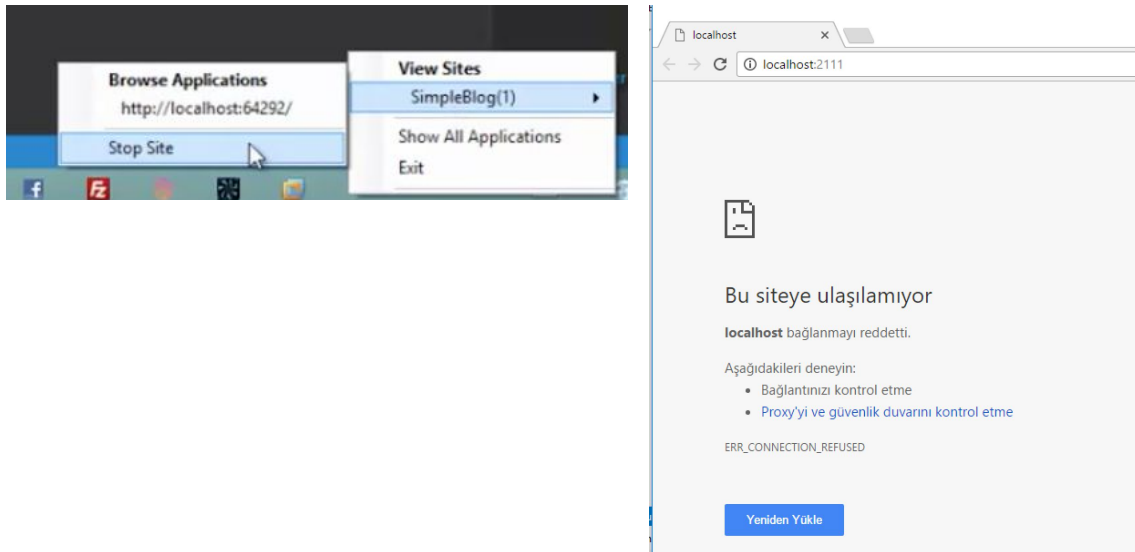 View Sites
SimpleBlog(1)
Show All Applications
Exit
Browse Applications
http://localhost:64292/
Stop Site
localhost
localhost:2111
Bu siteye ulaşılamıyor
localhost bağlanmayı reddetti.
Aşağıdakileri deneyin:
Bağlantınızı kontrol etme
Proxy'yi ve güvenlik duvarını kontrol etme
ERR_CONNECTION_REFUSED
Yeniden Yükle